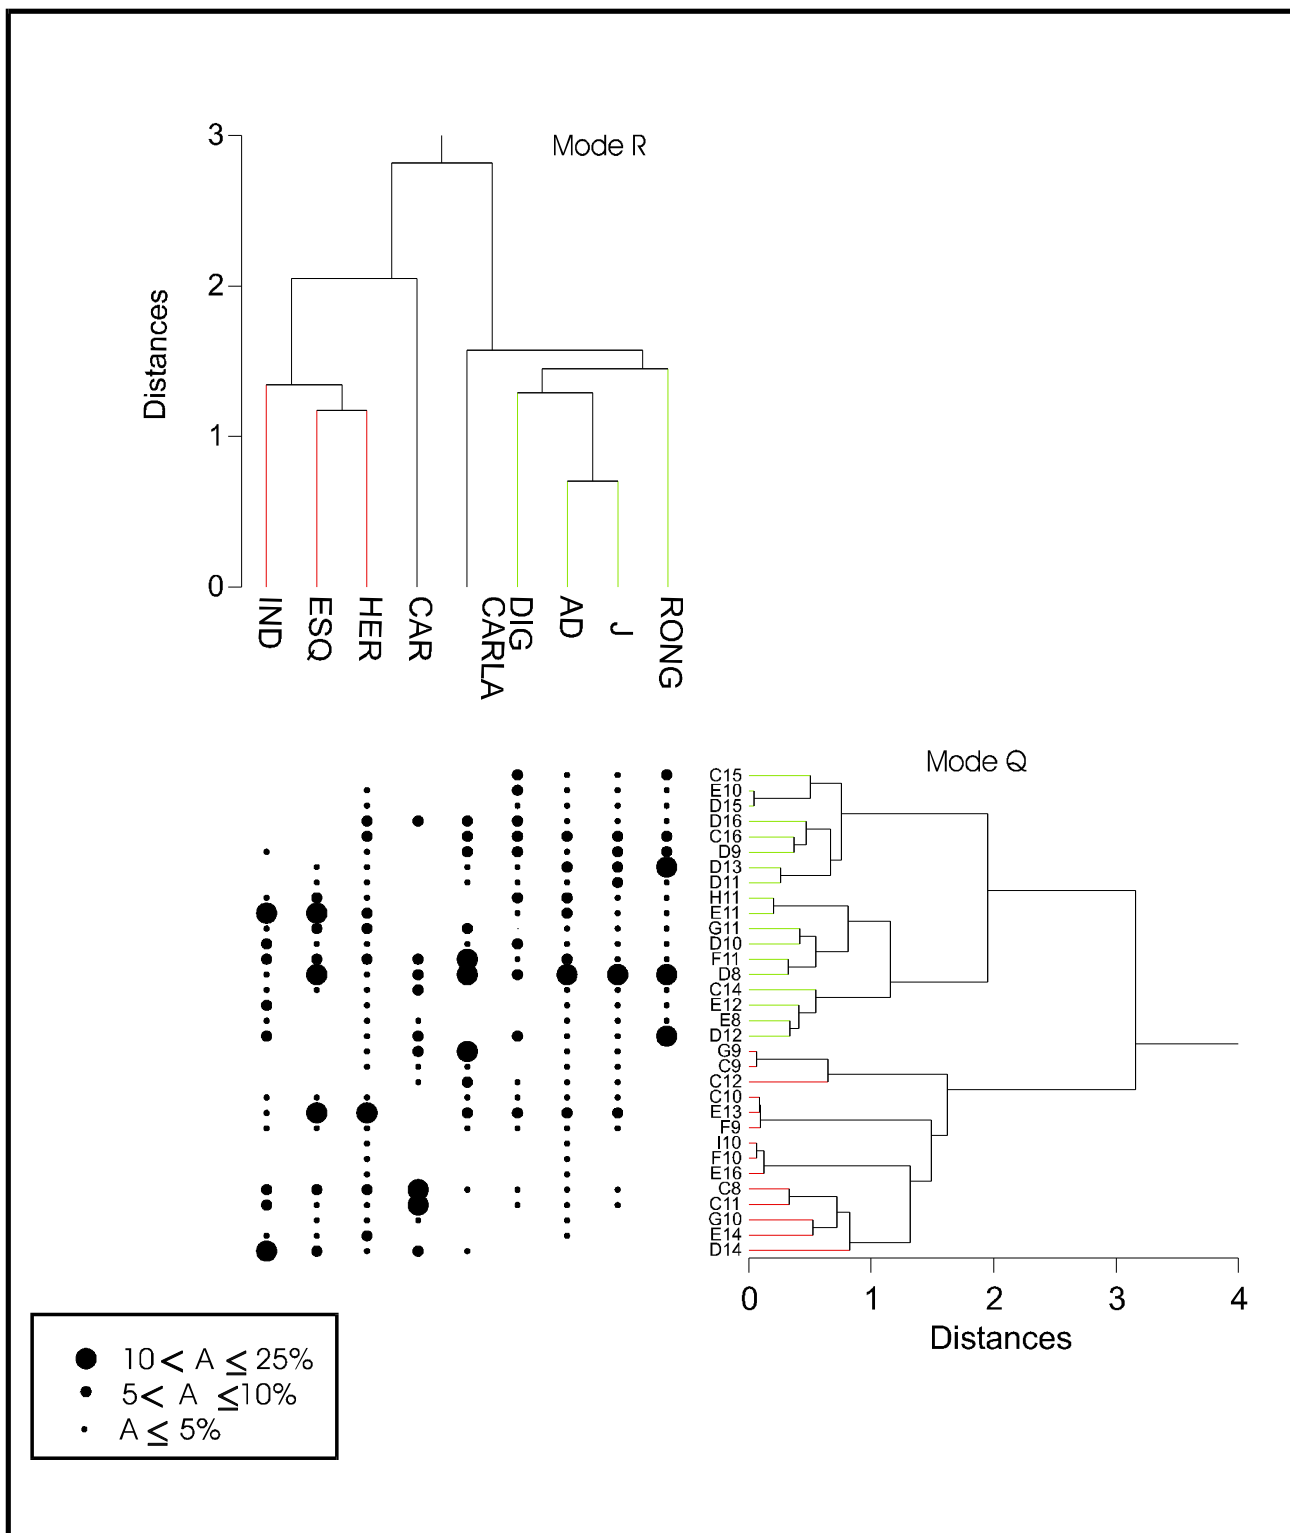 3
Mode R
2
Distances
1
0
IND
ESQ
HER
CAR
CARLA
DIG
AD
J
RONG
Mode Q
C15
E10
D15
D16
C16
D9
D13
D11
H11
E11
G11
D10
F11
D8
C14
E12
E8
D12
G9
C9
C12
C10
E13
F9
I10
F10
E16
C8
C11
G10
E14
D14
0 1 2 3 4
Distances
10 < A ≤ 25%
5 < A ≤10%
A ≤ 5%